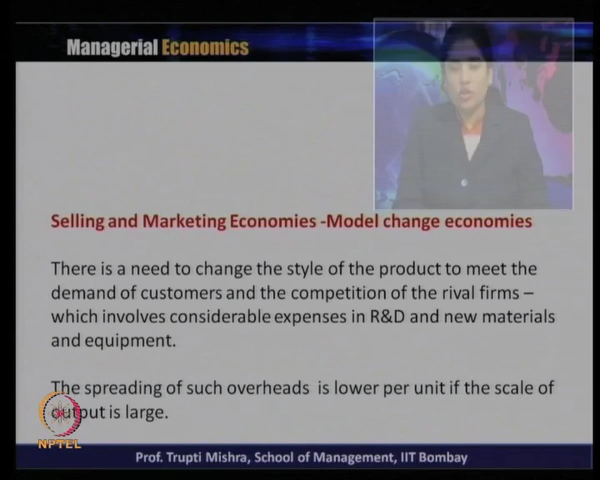 Managerial Economics
Selling and Marketing Economies -Model change economies
There is a need to change the style of the product to meet the
demand of customers and the competition of the rival firms –
which involves considerable expenses in R&D and new materials
and equipment.
The spreading of such overheads is lower per unit if the scale of
output is large.
NPTEL
Prof. Trupti Mishra, School of Management, IIT Bombay